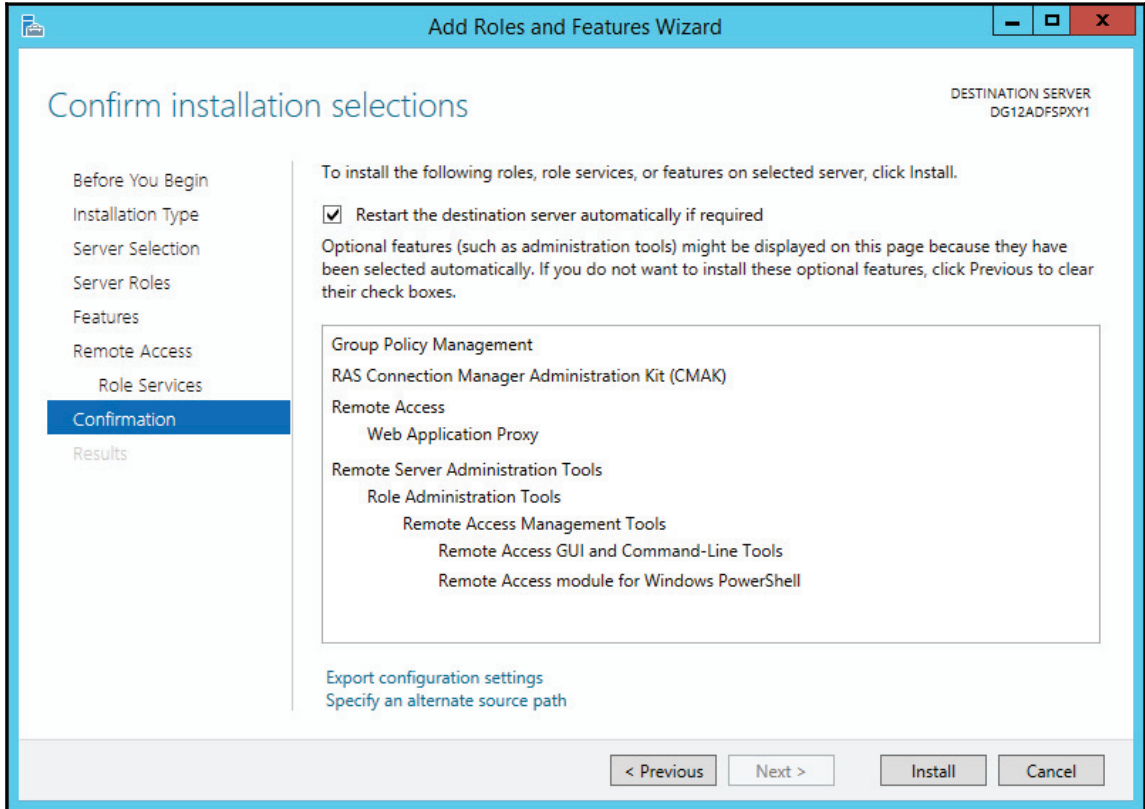 Add Roles and Features Wizard
Confirm installation selections
DESTINATION SERVER
DG12ADFSPXY1
Before You Begin
Installation Type
Server Selection
Server Roles
Features
Remote Access
Role Services
Confirmation
Results
To install the following roles, role services, or features on selected server, click Install.
Restart the destination server automatically if required
Optional features (such as administration tools) might be displayed on this page because they have
been selected automatically. If you do not want to install these optional features, click Previous to clear
their check boxes.
Group Policy Management
RAS Connection Manager Administration Kit (CMAK)
Remote Access
Web Application Proxy
Remote Server Administration Tools
Role Administration Tools
Remote Access Management Tools
Remote Access GUI and Command-Line Tools
Remote Access module for Windows PowerShell
Export configuration settings
Specify an alternate source path
< Previous
Next >
Install
Cancel